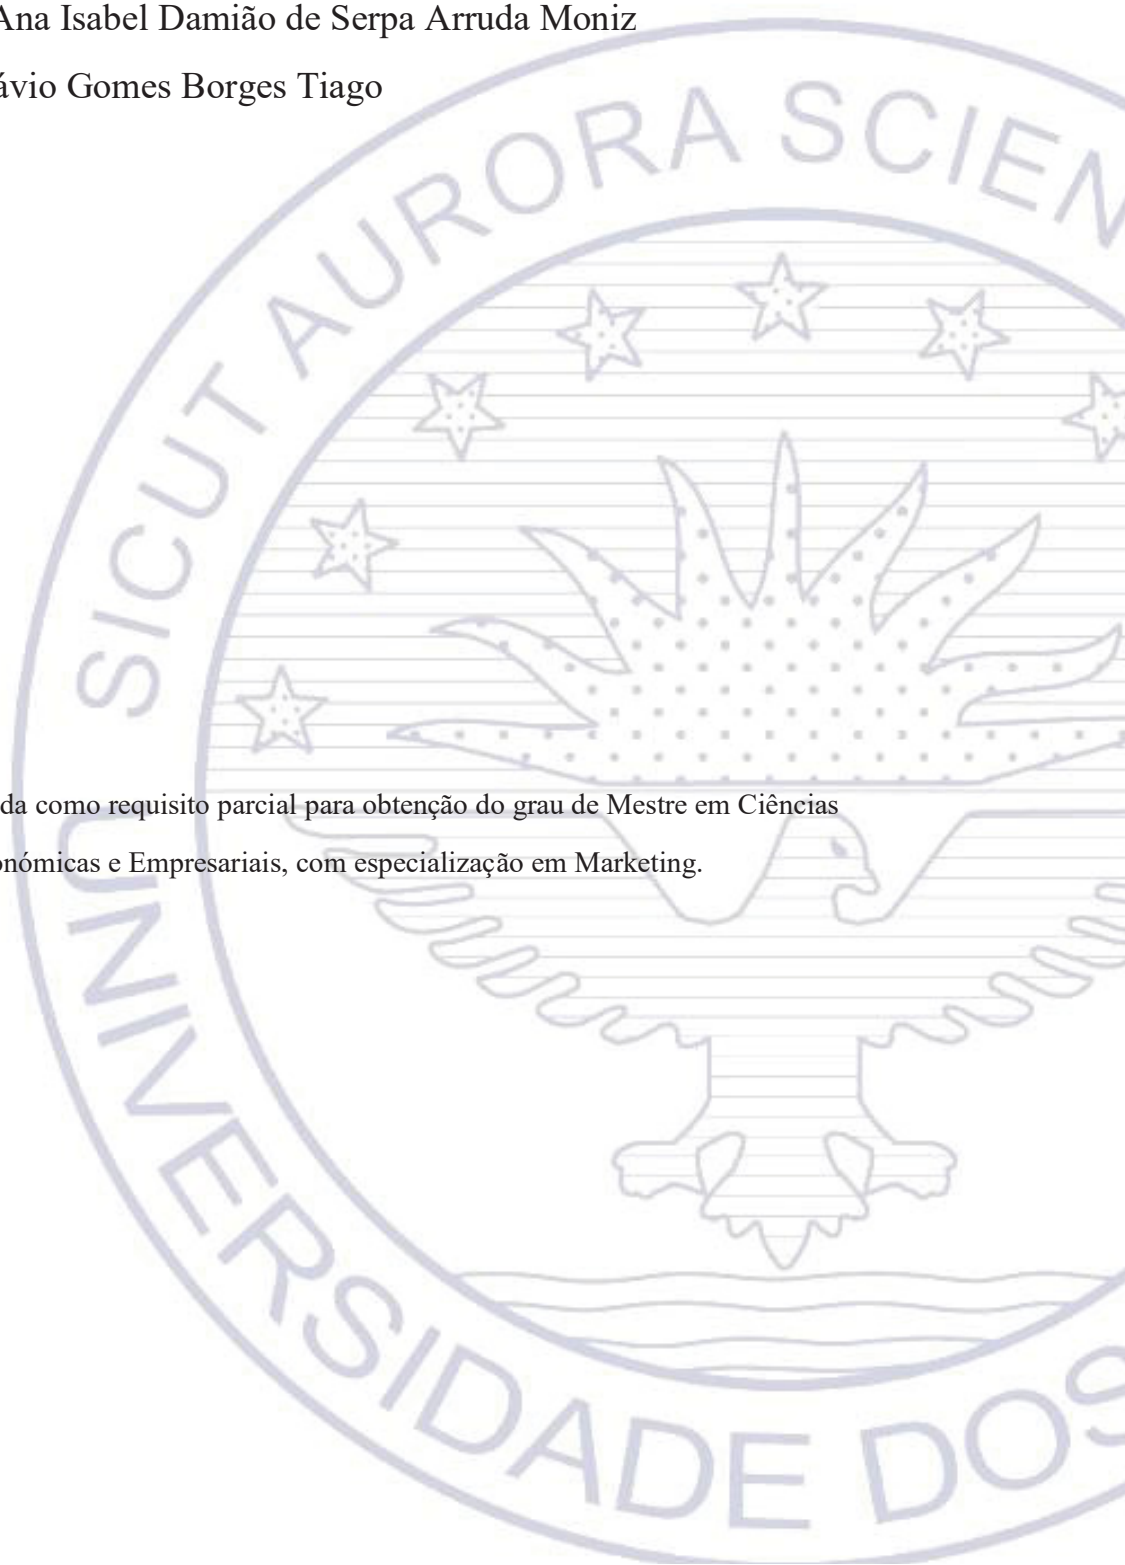 Ana Isabel Damião de Serpa Arruda Moniz
ávio Gomes Borges Tiago
SICUT AURORA SCIEN
da como requisito parcial para obtenção do grau de Mestre em Ciências
onómicas e Empresariais, com especialização em Marketing.
UNIVERSIDADE DOS